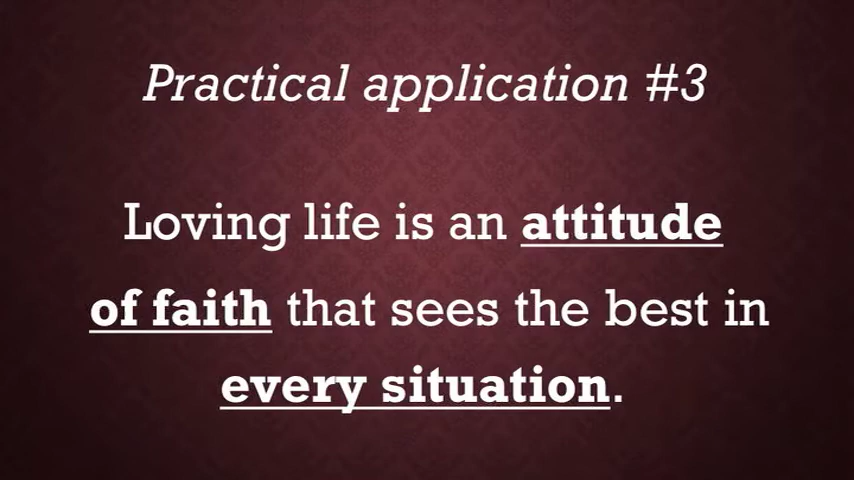 Practical application #3
Loving life is an attitude
of faith that sees the best in
every situation.